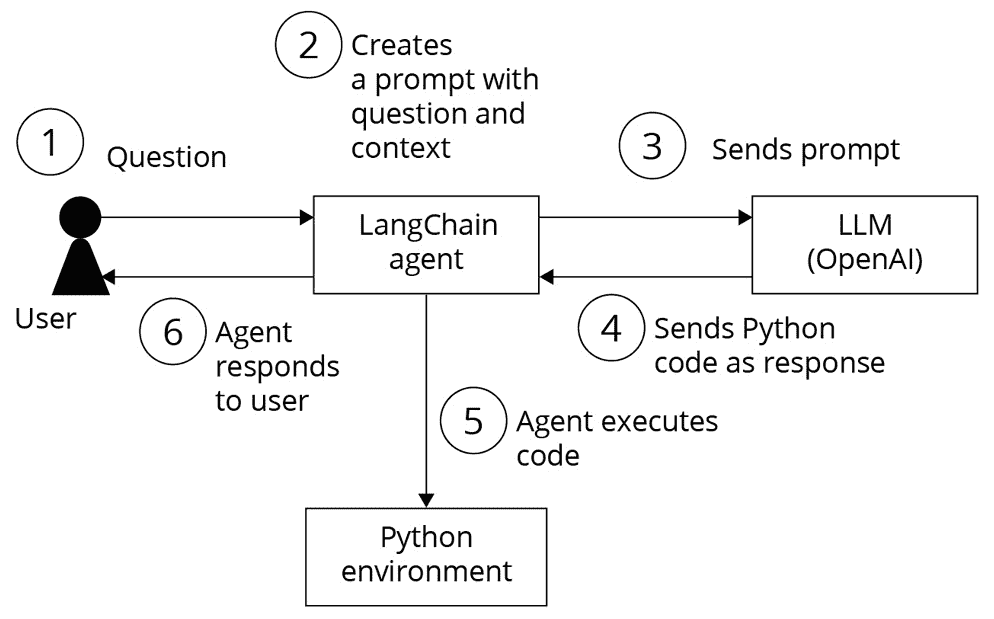 1
Question
2
Creates
a prompt with
question and
context
3
Sends prompt
LangChain
agent
LLM
(OpenAI)
User
6
Agent
responds
to user
4
Sends Python
code as response
5
Agent executes
code
Python
environment